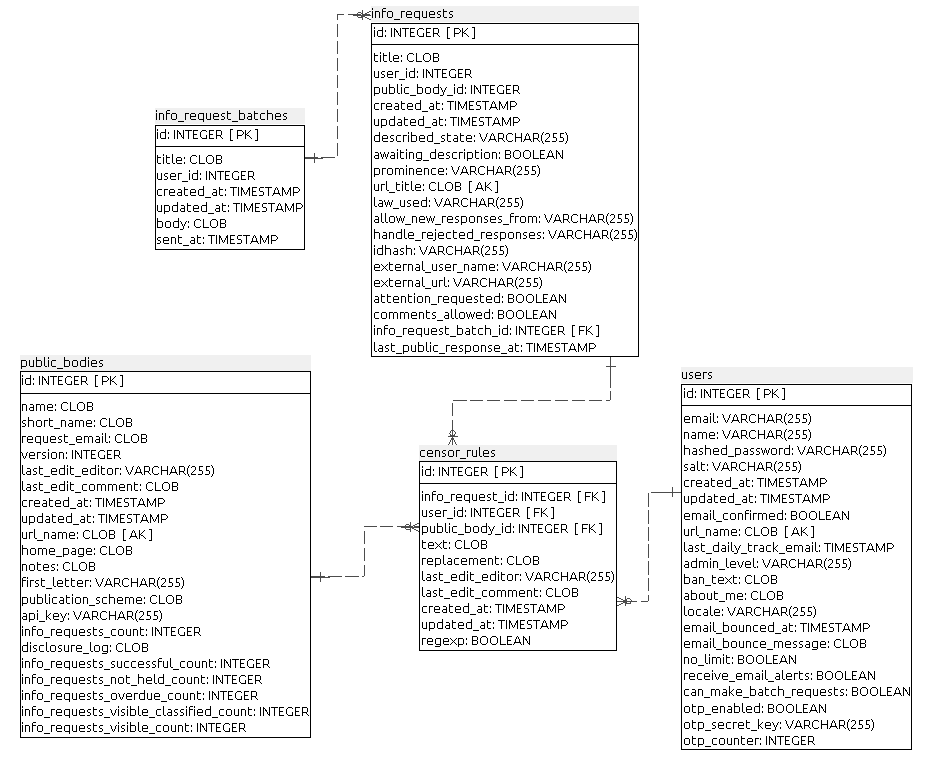 info_requests
id: INTEGER [ PK ]
title: CLOB
user_id: INTEGER
public_body_id: INTEGER
created_at: TIMESTAMP
updated_at: TIMESTAMP
described_state: VARCHAR(255)
awaiting_description: BOOLEAN
prominence: VARCHAR(255)
url_title: CLOB [ AK ]
law_used: VARCHAR(255)
allow_new_responses_from: VARCHAR(255)
handle_rejected_responses: VARCHAR(255)
idhash: VARCHAR(255)
external_user_name: VARCHAR(255)
external_url: VARCHAR(255)
attention_requested: BOOLEAN
comments_allowed: BOOLEAN
info_request_batch_id: INTEGER [ FK ]
last_public_response_at: TIMESTAMP
info_request_batches
id: INTEGER [ PK ]
title: CLOB
user_id: INTEGER
created_at: TIMESTAMP
updated_at: TIMESTAMP
body: CLOB
sent_at: TIMESTAMP
public_bodies
id: INTEGER [ PK ]
name: CLOB
short_name: CLOB
request_email: CLOB
version: INTEGER
last_edit_editor: VARCHAR(255)
last_edit_comment: CLOB
created_at: TIMESTAMP
updated_at: TIMESTAMP
url_name: CLOB [ AK ]
home_page: CLOB
notes: CLOB
first_letter: VARCHAR(255)
publication_scheme: CLOB
api_key: VARCHAR(255)
info_requests_count: INTEGER
disclosure_log: CLOB
info_requests_successful_count: INTEGER
info_requests_not_held_count: INTEGER
info_requests_overdue_count: INTEGER
info_requests_visible_classified_count: INTEGER
info_requests_visible_count: INTEGER
censor_rules
id: INTEGER [ PK ]
info_request_id: INTEGER [ FK ]
user_id: INTEGER [ FK ]
public_body_id: INTEGER [ FK ]
text: CLOB
replacement: CLOB
last_edit_editor: VARCHAR(255)
last_edit_comment: CLOB
created_at: TIMESTAMP
updated_at: TIMESTAMP
regexp: BOOLEAN
users
id: INTEGER [ PK ]
email: VARCHAR(255)
name: VARCHAR(255)
hashed_password: VARCHAR(255)
salt: VARCHAR(255)
created_at: TIMESTAMP
updated_at: TIMESTAMP
email_confirmed: BOOLEAN
url_name: CLOB [ AK ]
last_daily_track_email: TIMESTAMP
admin_level: VARCHAR(255)
ban_text: CLOB
about_me: CLOB
locale: VARCHAR(255)
email_bounced_at: TIMESTAMP
email_bounce_message: CLOB
no_limit: BOOLEAN
receive_email_alerts: BOOLEAN
can_make_batch_requests: BOOLEAN
otp_enabled: BOOLEAN
otp_secret_key: VARCHAR(255)
otp_counter: INTEGER